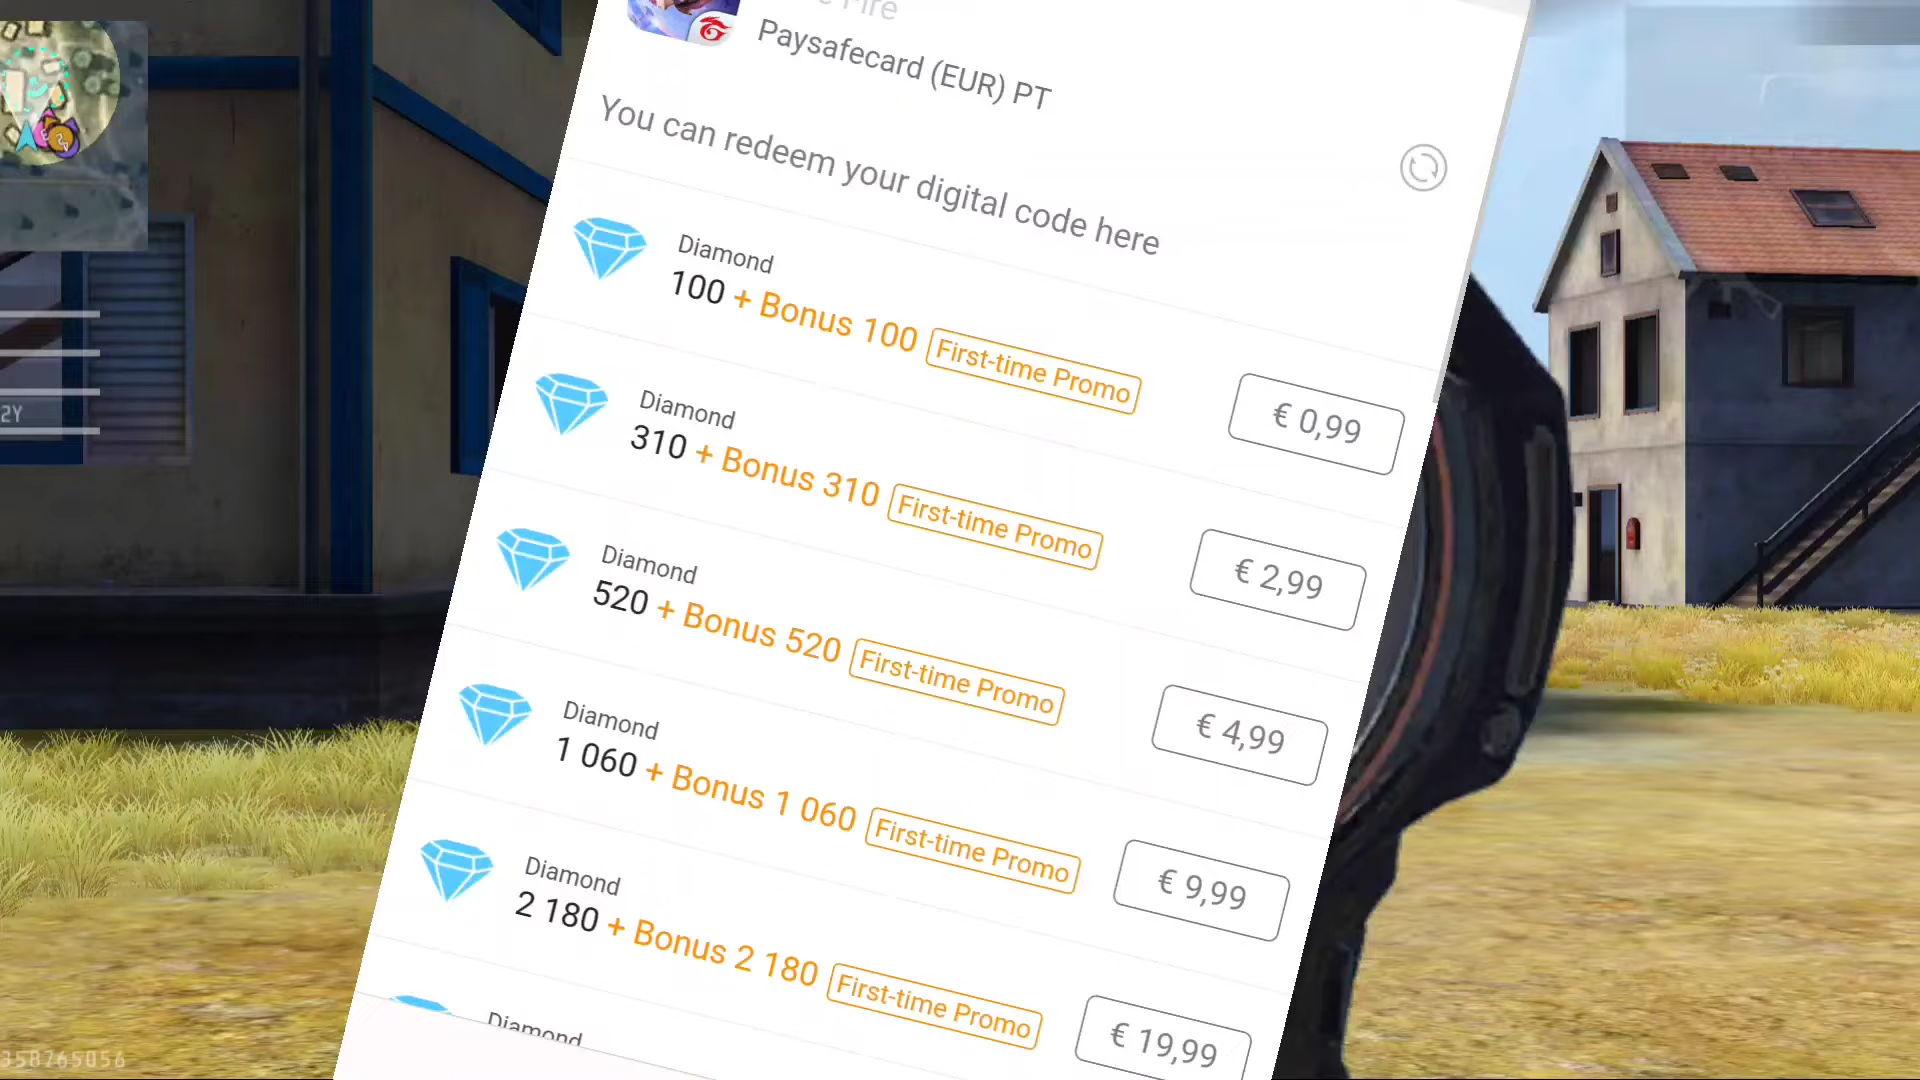 Fire
Paysafecard (EUR) PT
You can redeem your digital code here
Diamond
100 + Bonus 100 First-time Promo
€ 0,99
Diamond
310 + Bonus 310 First-time Promo
€ 2,99
Diamond
520 + Bonus 520 First-time Promo
€ 4,99
Diamond
1 060 + Bonus 1 060 First-time Promo
€ 9,99
Diamond
2 180 + Bonus 2 180 First-time Promo
€ 19,99
Diamond
2Y
358765056